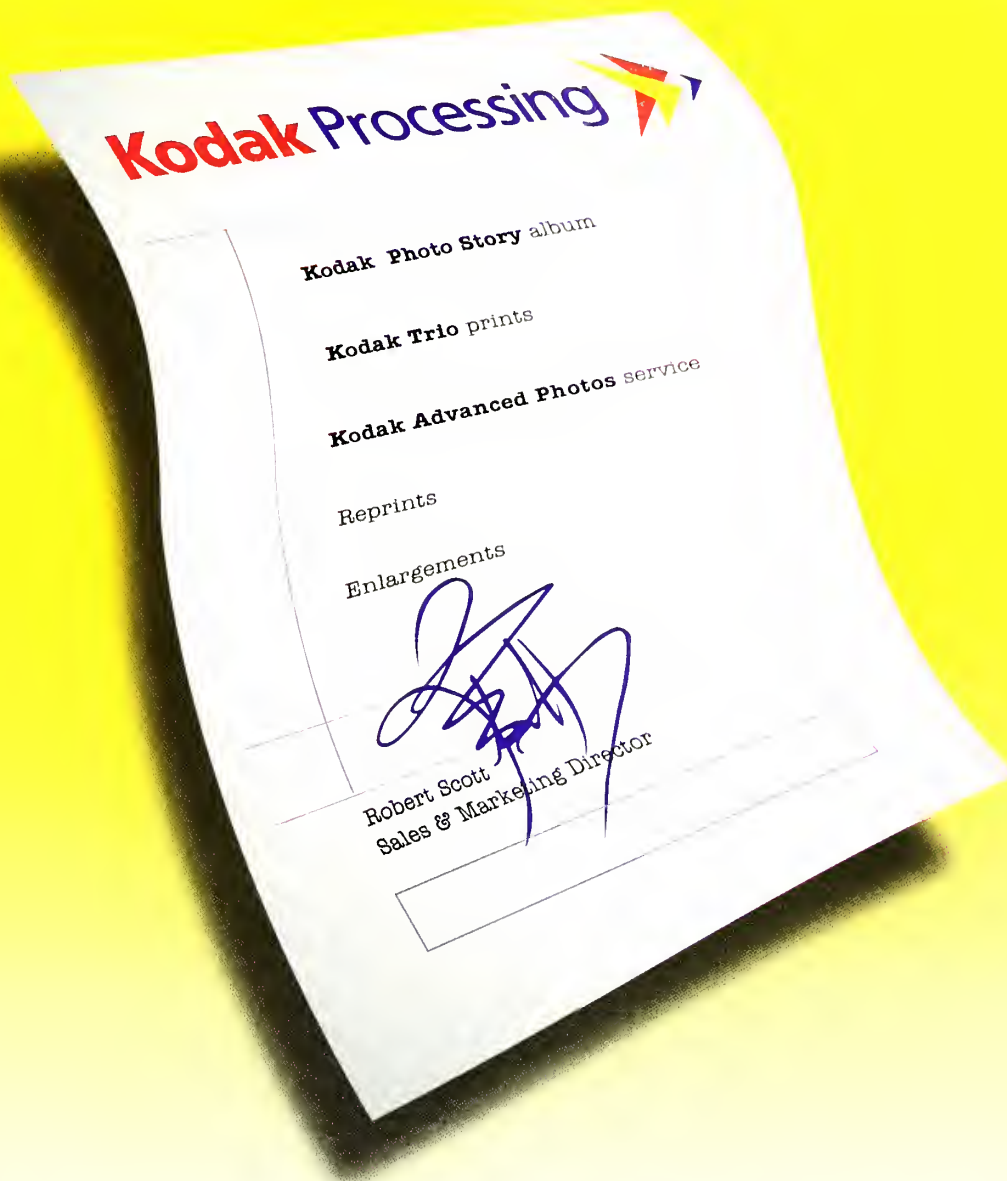 Kodak Processing
Kodak Photo Story album
Kodak Trio prints
Kodak Advanced Photos service
Reprints
Enlargements
Robert Scott
Sales & Marketing Director